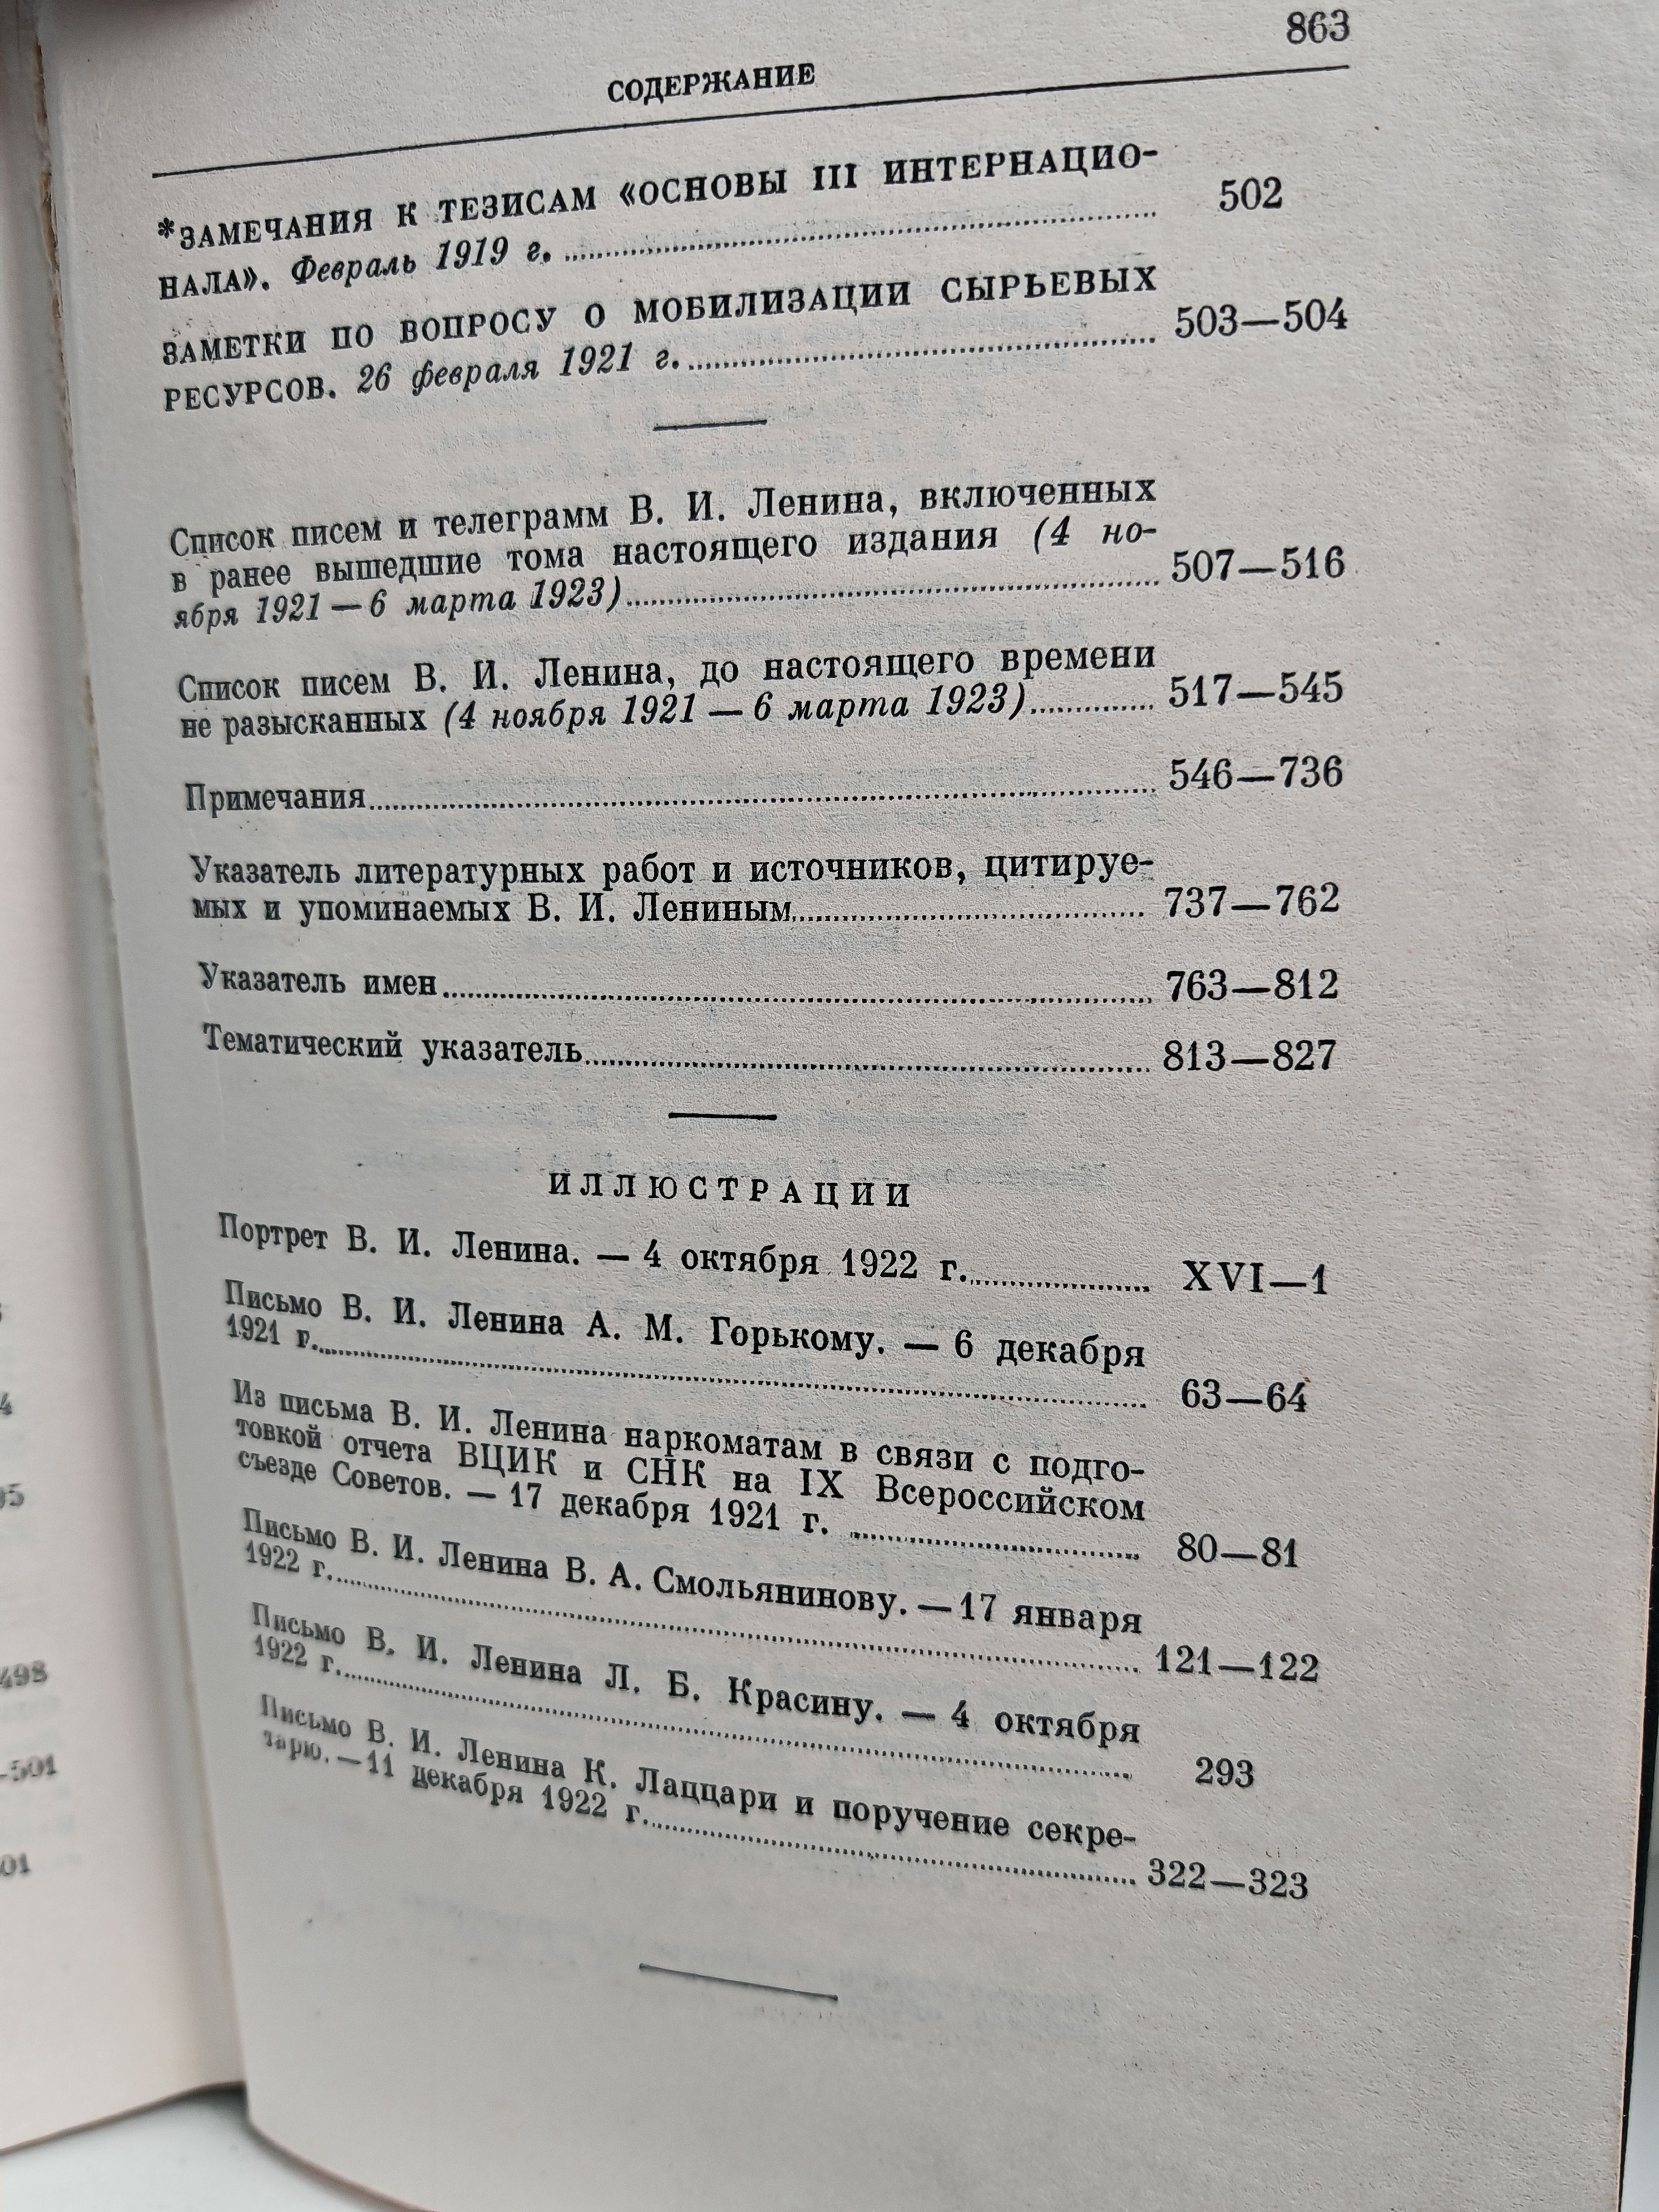 863
СОДЕРЖАНИЕ
*ЗАМЕЧАНИЯ К ТЕЗИСАМ «ОСНОВЫ III ИНТЕРНАЦИО-
НАЛА». Февраль 1919 г. 502
ЗАМЕТКИ ПО ВОПРОСУ О МОБИЛИЗАЦИИ СЫРЬЕВЫХ
РЕСУРСОВ. 26 февраля 1921 г. 503—504
Список писем и телеграмм В. И. Ленина, включенных
в ранее вышедшие тома настоящего издания (4 но-
ября 1921 — 6 марта 1923) 507—516
Список писем В. И. Ленина, до настоящего времени
не разысканных (4 ноября 1921 — 6 марта 1923) 517—545
Примечания 546—736
Указатель литературных работ и источников, цитируе-
мых и упоминаемых В. И. Лениным 737—762
Указатель имен 763—812
Тематический указатель 813—827
ИЛЛЮСТРАЦИИ
Портрет В. И. Ленина. — 4 октября 1922 г. XVI—1
Письмо В. И. Ленина А. М. Горькому. — 6 декабря
1921 г. 63—64
Из письма В. И. Ленина наркоматам в связи с подго-
товкой отчета ВЦИК и СНК на IX Всероссийском
съезде Советов. — 17 декабря 1921 г. 80—81
Письмо В. И. Ленина В. А. Смольянинову. — 17 января
1922 г. 121—122
Письмо В. И. Ленина Л. Б. Красину. — 4 октября
1922 г. 293
Письмо В. И. Ленина К. Лаццари и поручение секре-
тарю. — 11 декабря 1922 г. 322—323